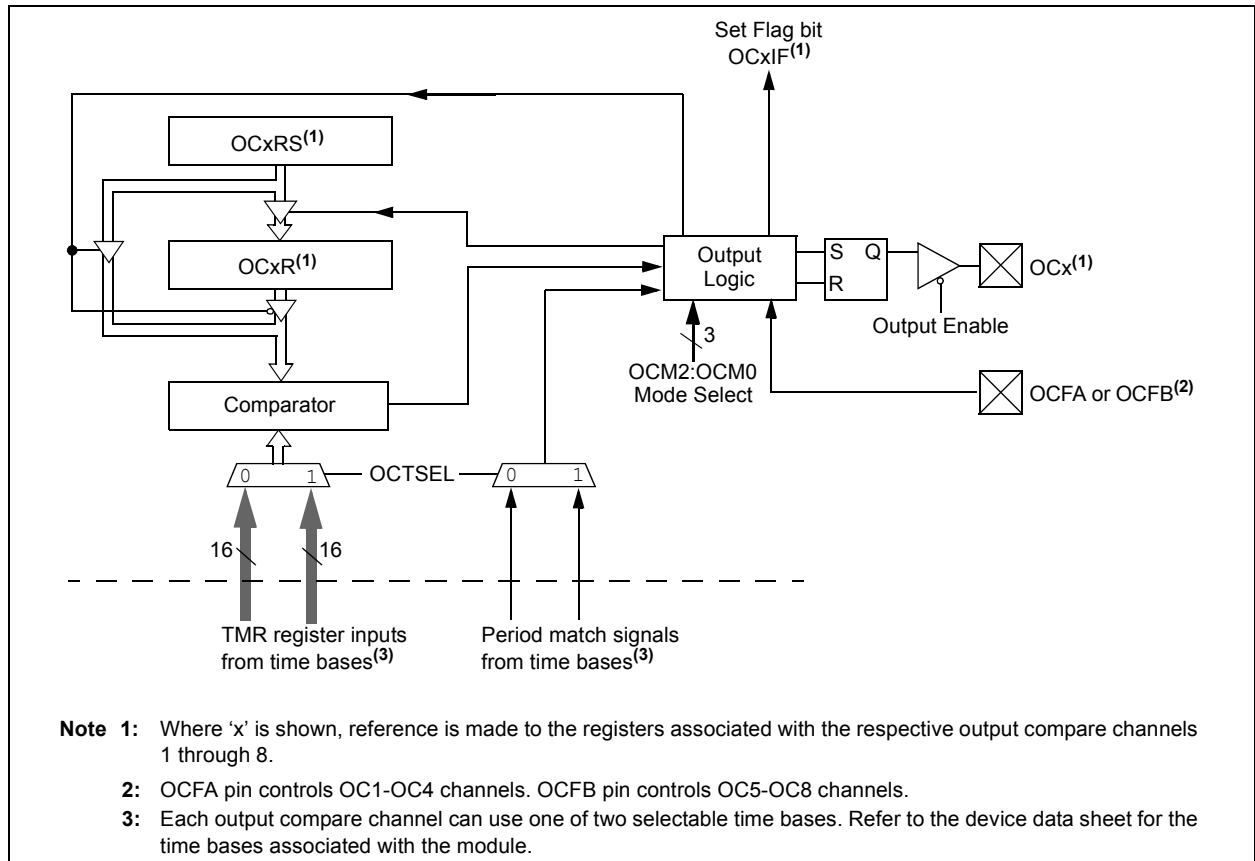 Set Flag bit
OCxIF(1)
OCxRS(1)
OCxR(1)
Output
Logic
S Q
R
OCx(1)
Output Enable
3
OCM2:OCM0
Mode Select
OCFA or OCFB(2)
Comparator
0 1
OCTSEL
0 1
16
16
TMR register inputs
from time bases(3)
Period match signals
from time bases(3)
Note 1: Where ‘x’ is shown, reference is made to the registers associated with the respective output compare channels
1 through 8.
2: OCFA pin controls OC1-OC4 channels. OCFB pin controls OC5-OC8 channels.
3: Each output compare channel can use one of two selectable time bases. Refer to the device data sheet for the
time bases associated with the module.